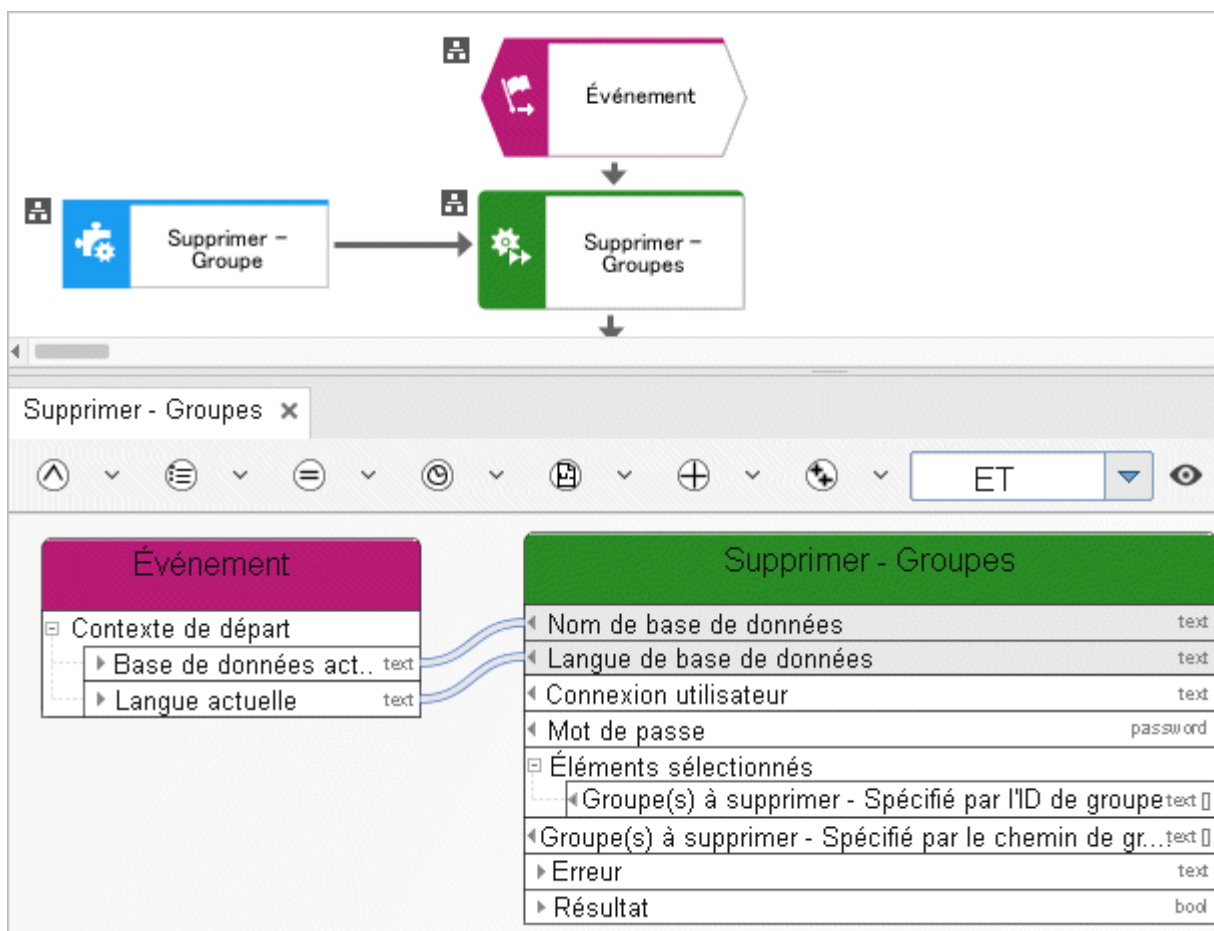 Événement
Supprimer –
Groupe
Supprimer –
Groupes
Supprimer - Groupes
ET
Événement
Contexte de départ
Base de données act.. text
Langue actuelle text
Supprimer - Groupes
Nom de base de données text
Langue de base de données text
Connexion utilisateur text
Mot de passe password
Éléments sélectionnés
Groupe(s) à supprimer - Spécifié par l'ID de groupe text []
Groupe(s) à supprimer - Spécifié par le chemin de gr... text []
Erreur text
Résultat bool